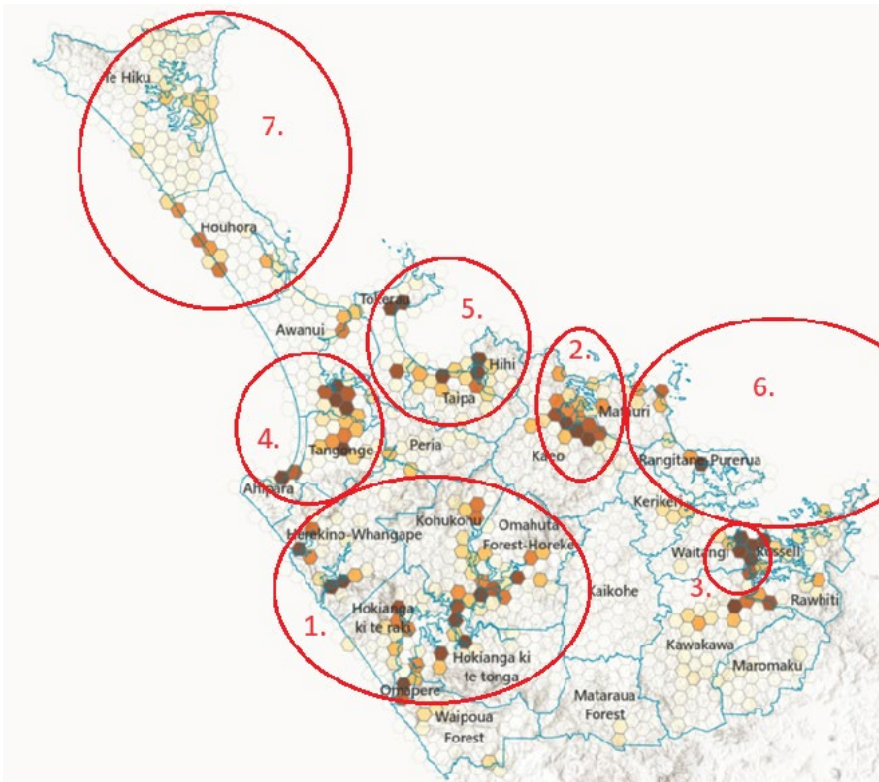 Te Hiku
7.
Houhora
Tokerau
5.
Awanui
Hihi
2.
6.
Taipa
Matauri
4.
Tangonge
Peria
Kaeo
Rangitane-Purerua
Ahipara
Kerikeri
Kohukohu
Omahuta
Forest-Horeke
Herekino-Whangape
Waitangi
Russell
Kaikohe
3.
Rawhiti
1.
Hokianga
ki te raki
Kawakawa
Hokianga ki
te tonga
Maromaku
Omapere
Mataraua
Forest
Waipoua
Forest